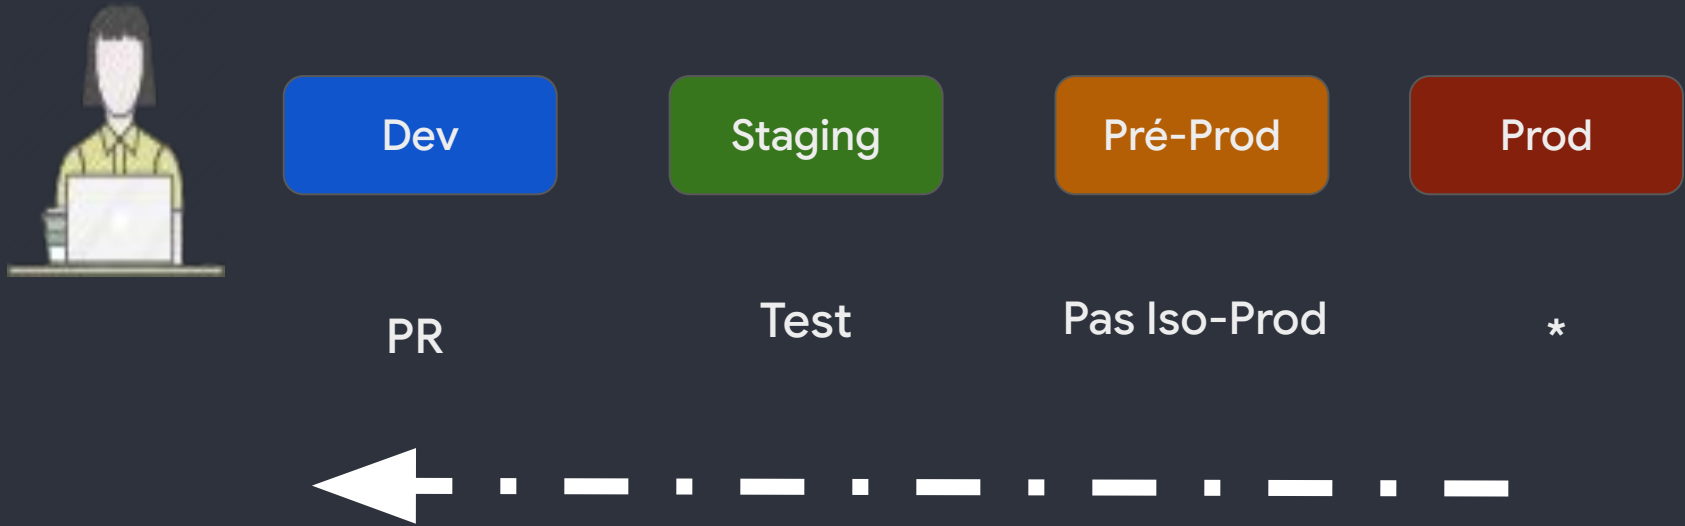 Dev
Staging
Pré-Prod
Prod
PR
Test
Pas Iso-Prod
*